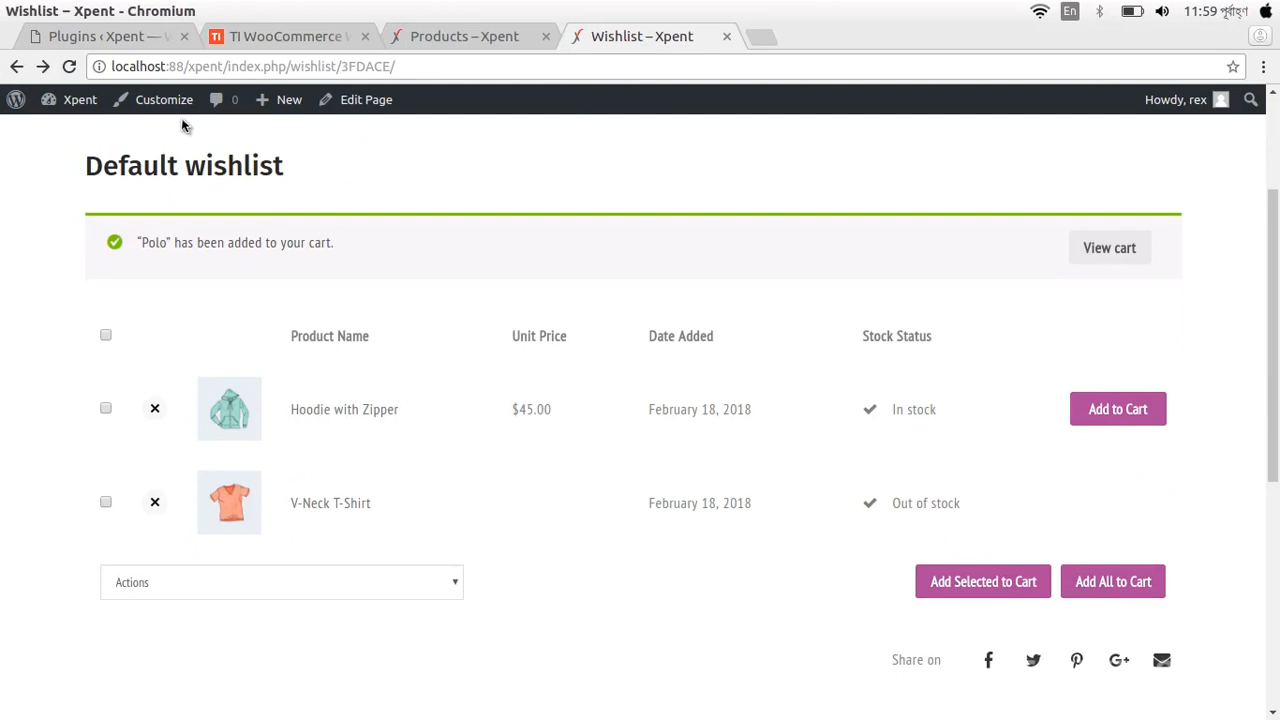 Wishlist – Xpent - Chromium
En
11:59 পূর্বাহ্ণ
Plugins ‹ Xpent — W
TI TI WooCommerce W
Products – Xpent
Wishlist – Xpent
localhost:88/xpent/index.php/wishlist/3FDACE/
Xpent Customize 0 New Edit Page Howdy, rex
Default wishlist
“Polo” has been added to your cart.
View cart
Product Name Unit Price Date Added Stock Status
Hoodie with Zipper $45.00 February 18, 2018 In stock Add to Cart
V-Neck T-Shirt February 18, 2018 Out of stock
Actions Add Selected to Cart Add All to Cart
Share on